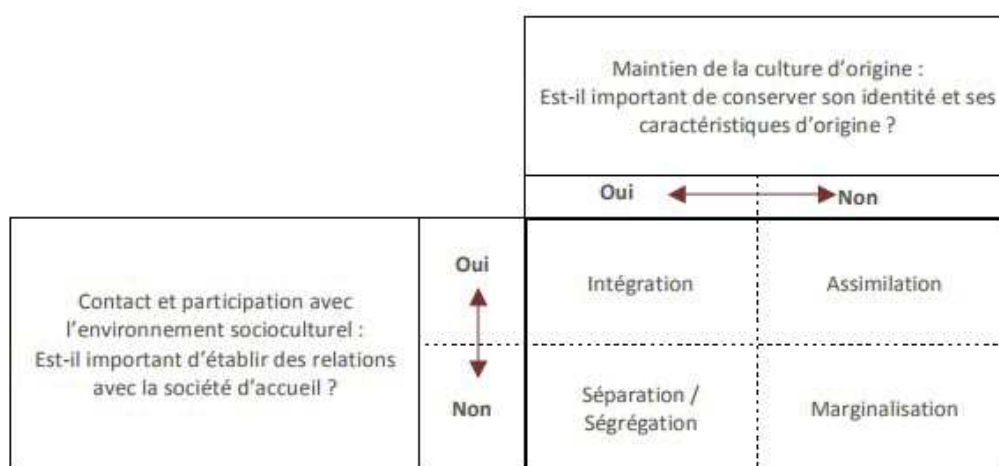 Maintien de la culture d'origine :
Est-il important de conserver son identité et ses
caractéristiques d'origine ?
Oui
Non
Contact et participation avec
l'environnement socioculturel :
Est-il important d'établir des relations
avec la société d'accueil ?
Oui
Non
Intégration
Assimilation
Séparation /
Ségrégation
Marginalisation